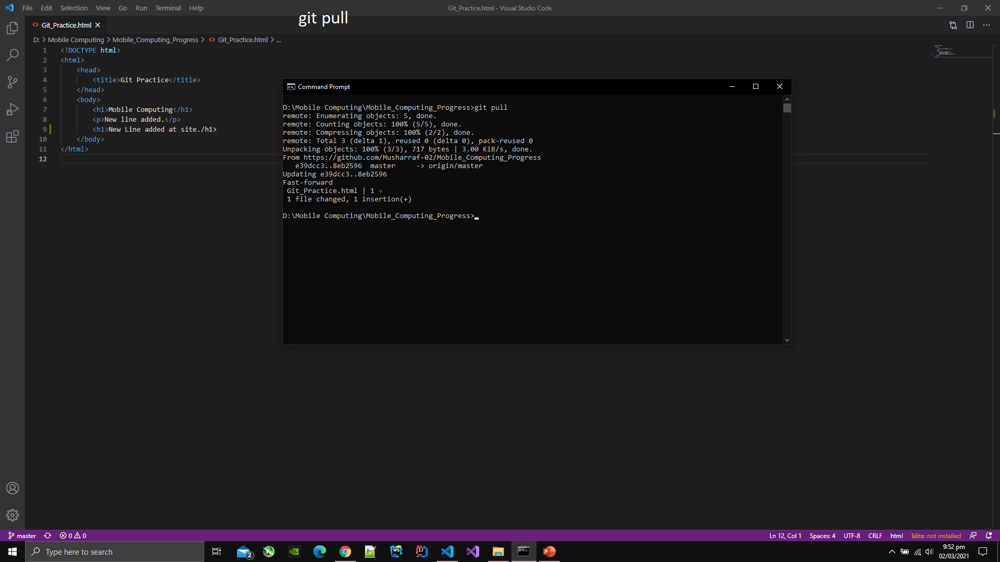 File Edit Selection View Go Run Terminal Help
Git_Practice.html - Visual Studio Code
git pull
Git_Practice.html
D: > Mobile Computing > Mobile_Computing_Progress > Git_Practice.html > ...
1 <!DOCTYPE html>
2 <html>
3 <head>
4 <title>Git Practice</title>
5 </head>
6 <body>
7 <h1>Mobile Computing</h1>
8 <p>New line added.</p>
9 <h1>New Line added at site./h1>
10 </body>
11 </html>
12
Command Prompt
D:\Mobile Computing\Mobile_Computing_Progress>git pull
remote: Enumerating objects: 5, done.
remote: Counting objects: 100% (5/5), done.
remote: Compressing objects: 100% (2/2), done.
remote: Total 3 (delta 1), reused 0 (delta 0), pack-reused 0
Unpacking objects: 100% (3/3), 717 bytes | 3.00 KiB/s, done.
From https://github.com/Musharraf-02/Mobile_Computing_Progress
e39dcc3..8eb2596  master     -> origin/master
Updating e39dcc3..8eb2596
Fast-forward
Git_Practice.html | 1 +
1 file changed, 1 insertion(+)
D:\Mobile Computing\Mobile_Computing_Progress>
master 0 0
Ln 12, Col 1 Spaces: 4 UTF-8 CRLF html kite: not installed
Type here to search
2
WS
IJ
9:52 pm
02/03/2021